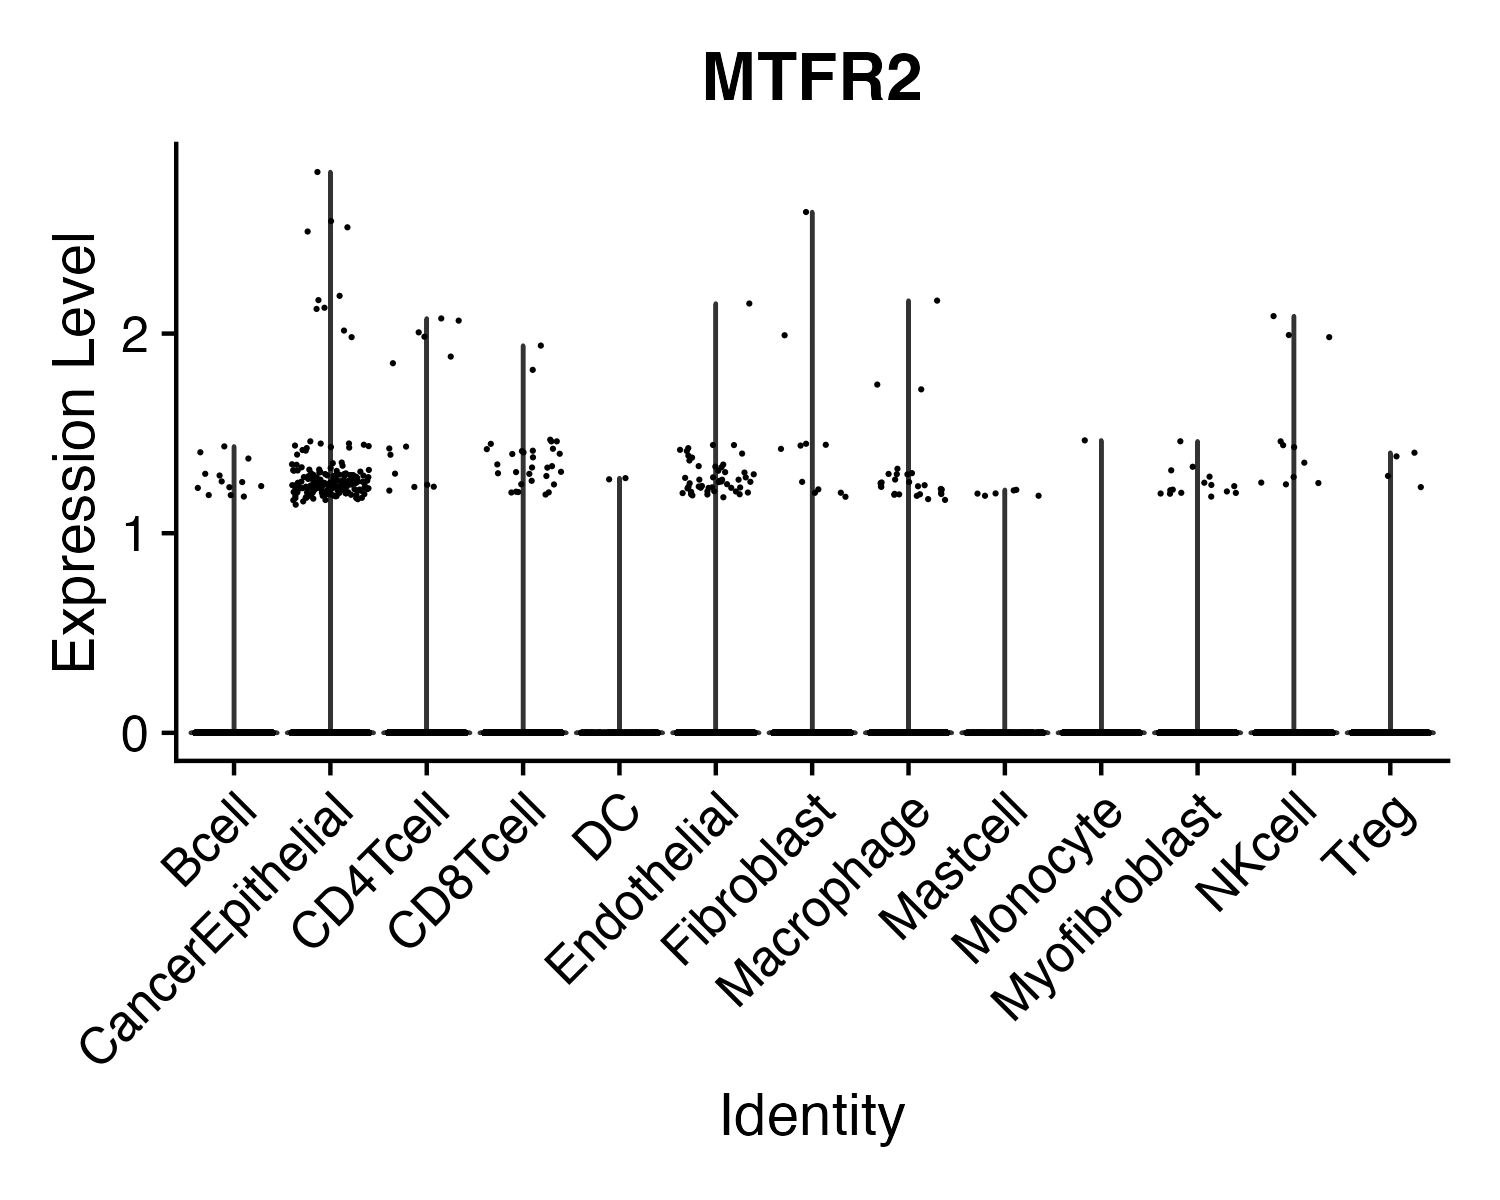 MTFR2
Expression Level
2
1
0
Bcell
CancerEpithelial
CD4Tcell
CD8Tcell
DC
Endothelial
Fibroblast
Macrophage
Mastcell
Monocyte
Myofibroblast
NKcell
Treg
Identity